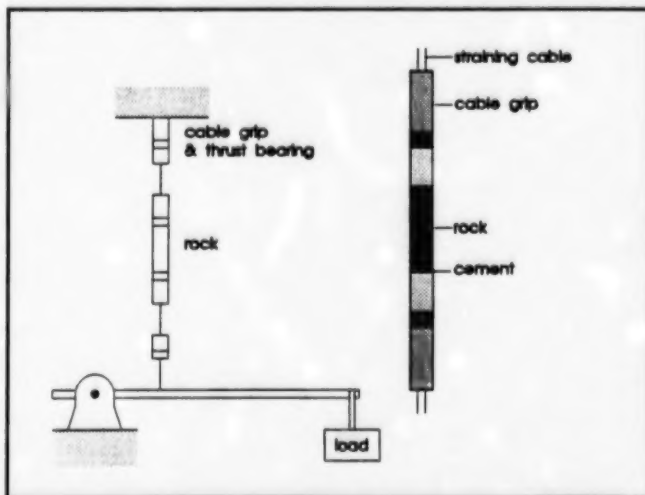 cable grip
& thrust bearing
rock
load
straining cable
cable grip
rock
cement